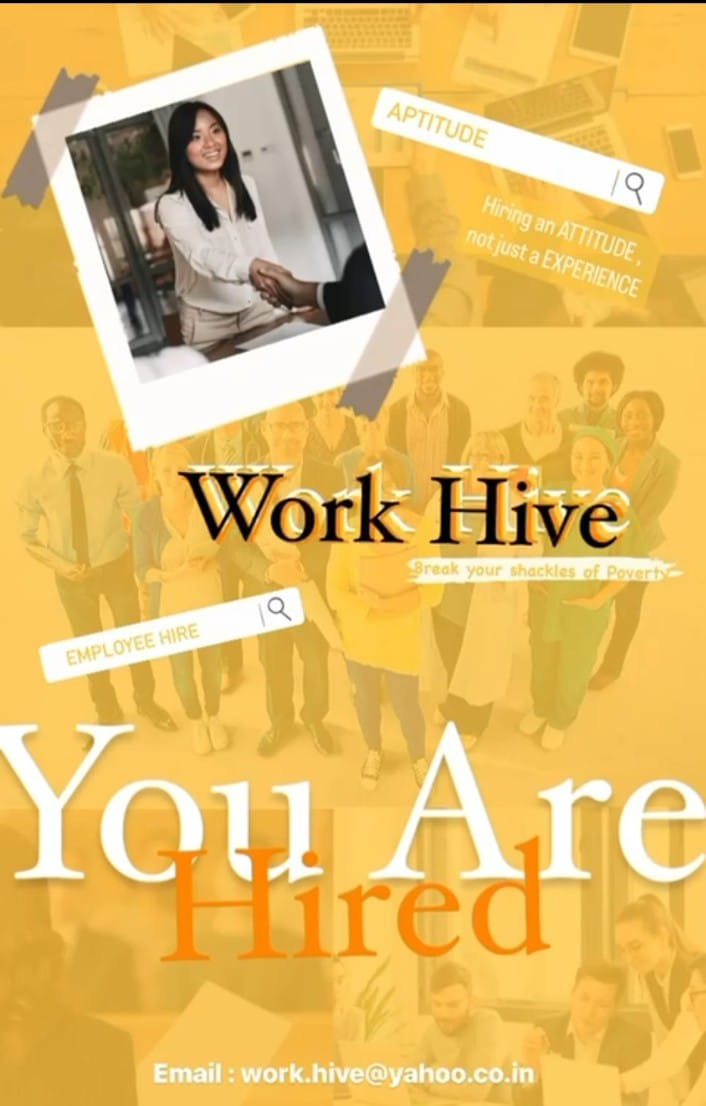 APTITUDE
Hiring an ATTITUDE,
not just a EXPERIENCE
Work Hive
Break your shackles of Poverty
EMPLOYEE HIRE
You Are
Hired
Email : work.hive@yahoo.co.in